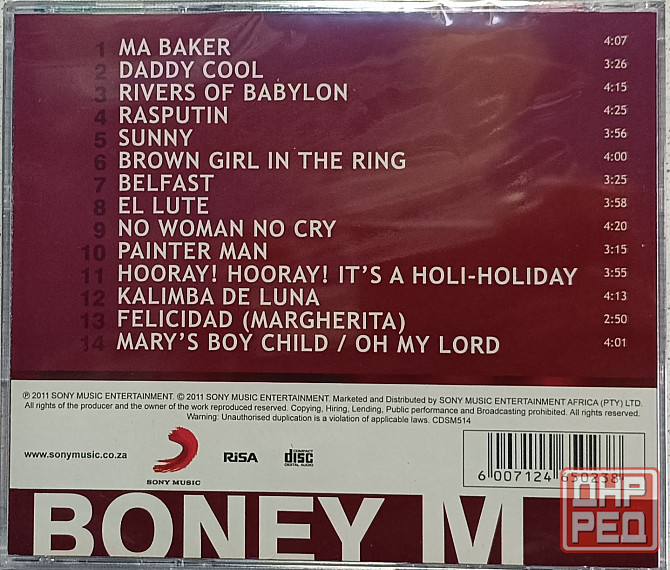 1 MA BAKER 4:07
2 DADDY COOL 3:26
3 RIVERS OF BABYLON 4:15
4 RASPUTIN 4:25
5 SUNNY 3:56
6 BROWN GIRL IN THE RING 4:00
7 BELFAST 3:25
8 EL LUTE 3:58
9 NO WOMAN NO CRY 4:20
10 PAINTER MAN 3:15
11 HOORAY! HOORAY! IT'S A HOLI-HOLIDAY 3:55
12 KALIMBA DE LUNA 4:13
13 FELICIDAD (MARGHERITA) 2:50
14 MARY'S BOY CHILD / OH MY LORD 4:01
℗ 2011 SONY MUSIC ENTERTAINMENT. © 2011 SONY MUSIC ENTERTAINMENT. Marketed and Distributed by SONY MUSIC ENTERTAINMENT AFRICA (PTY) LTD.
All rights of the producer and the owner of the work reproduced reserved. Copying, Hiring, Lending, Public performance and Broadcasting prohibited. All rights reserved.
Warning: Unauthorised duplication is a violation of applicable laws. CDSM514
www.sonymusic.co.za
SONY MUSIC
RiSA
COMPACT
disc
DIGITAL AUDIO
6 007124 650238
BONEY M
ДНР
РЕД